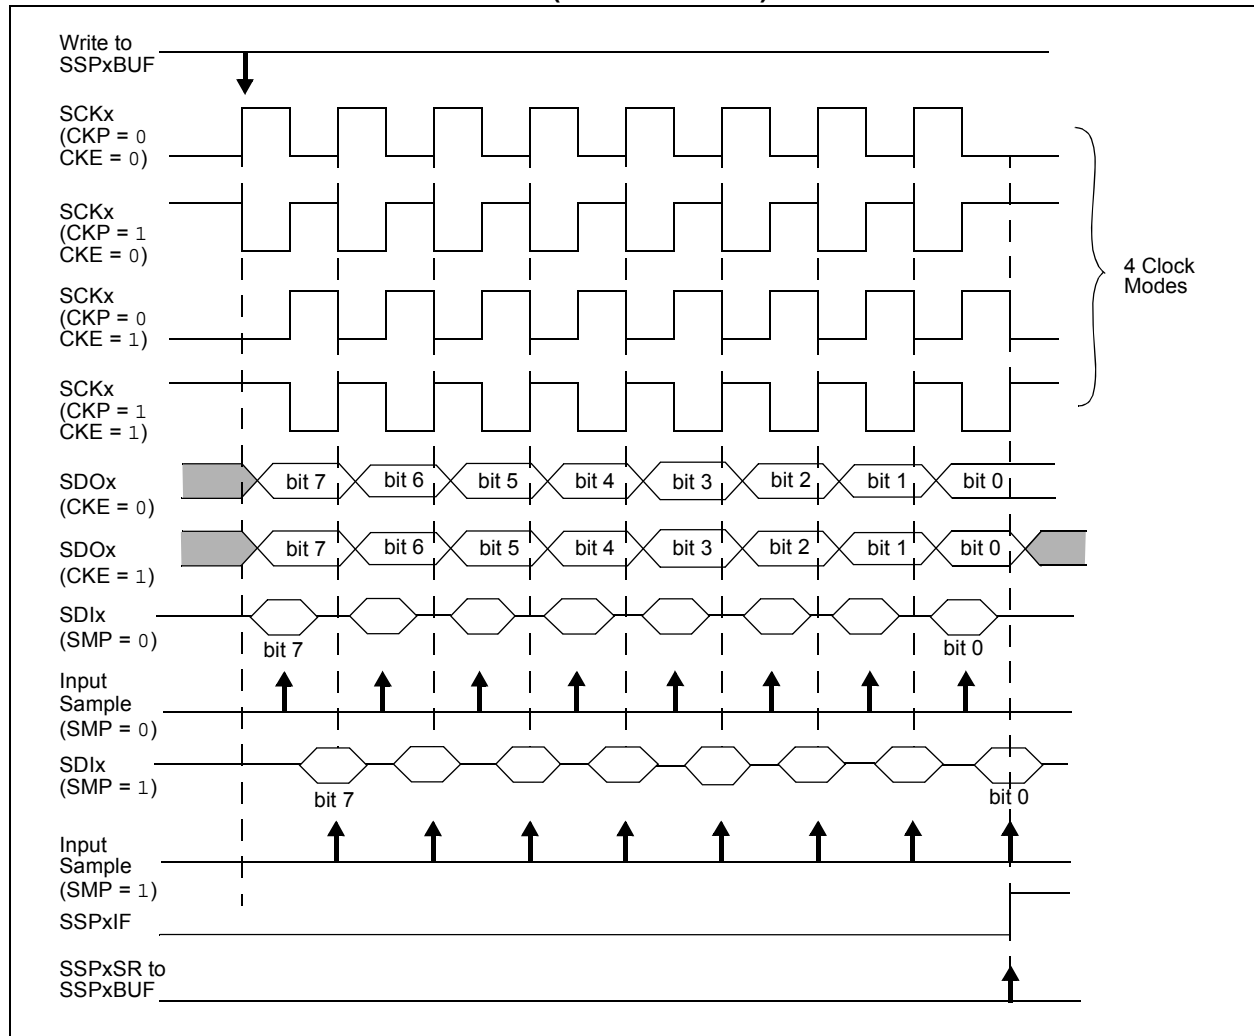 Write to
SSPxBUF
SCKx
(CKP = 0
CKE = 0)
SCKx
(CKP = 1
CKE = 0)
SCKx
(CKP = 0
CKE = 1)
SCKx
(CKP = 1
CKE = 1)
4 Clock
Modes
SDOx
(CKE = 0)
bit 7 bit 6 bit 5 bit 4 bit 3 bit 2 bit 1 bit 0
SDOx
(CKE = 1)
bit 7 bit 6 bit 5 bit 4 bit 3 bit 2 bit 1 bit 0
SDIx
(SMP = 0)
bit 7 bit 0
Input
Sample
(SMP = 0)
SDIx
(SMP = 1)
bit 7 bit 0
Input
Sample
(SMP = 1)
SSPxIF
SSPxSR to
SSPxBUF